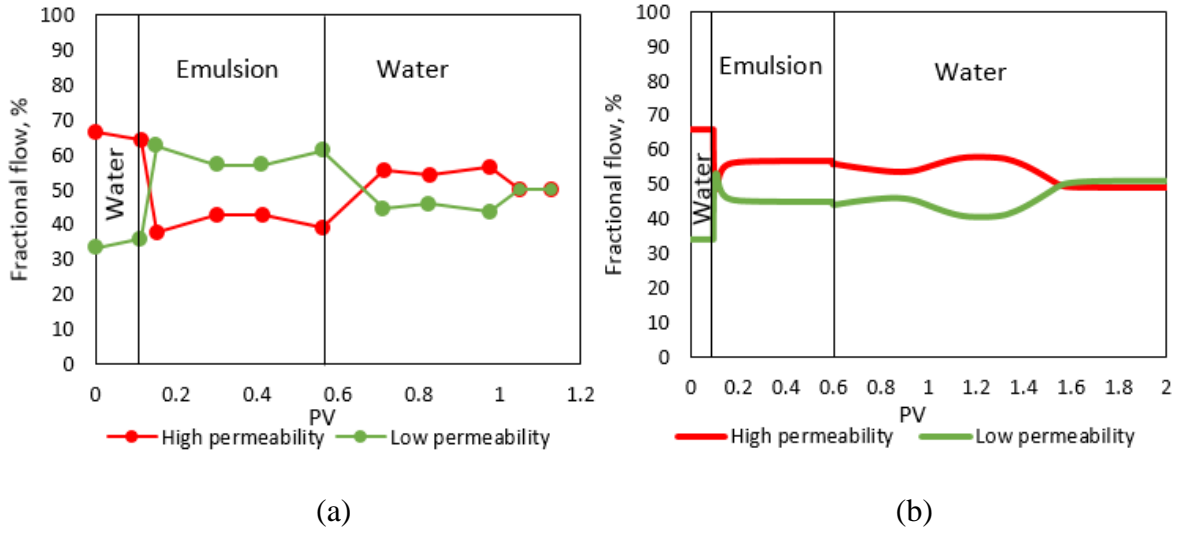 100
90
80
70
60
50
40
30
20
10
0
Fractional flow, %
Water
Emulsion
Water
0 0.2 0.4 0.6 0.8 1 1.2
PV
High permeability Low permeability
(a)
100
90
80
70
60
50
40
30
20
10
0
Fractional flow, %
Water
Emulsion
Water
0 0.2 0.4 0.6 0.8 1 1.2 1.4 1.6 1.8 2
PV
High permeability Low permeability
(b)